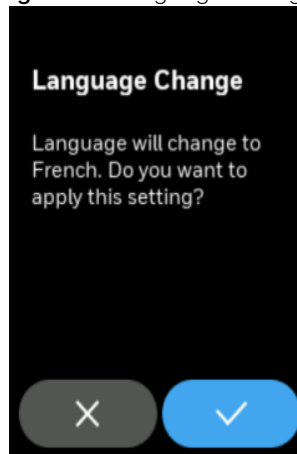 Language Change
Language will change to
French. Do you want to
apply this setting?